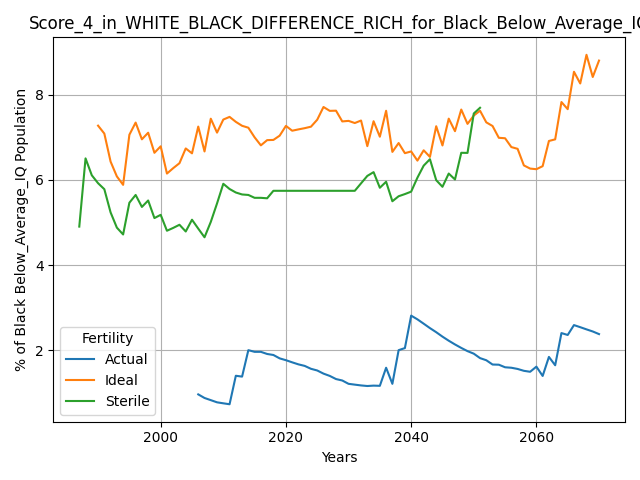 Score_4_in_WHITE_BLACK_DIFFERENCE_RICH_for_Black_Below_Average_IQ
% of Black Below_Average_IQ Population
8
6
4
2
Fertility
Actual
Ideal
Sterile
2000
2020
2040
2060
Years